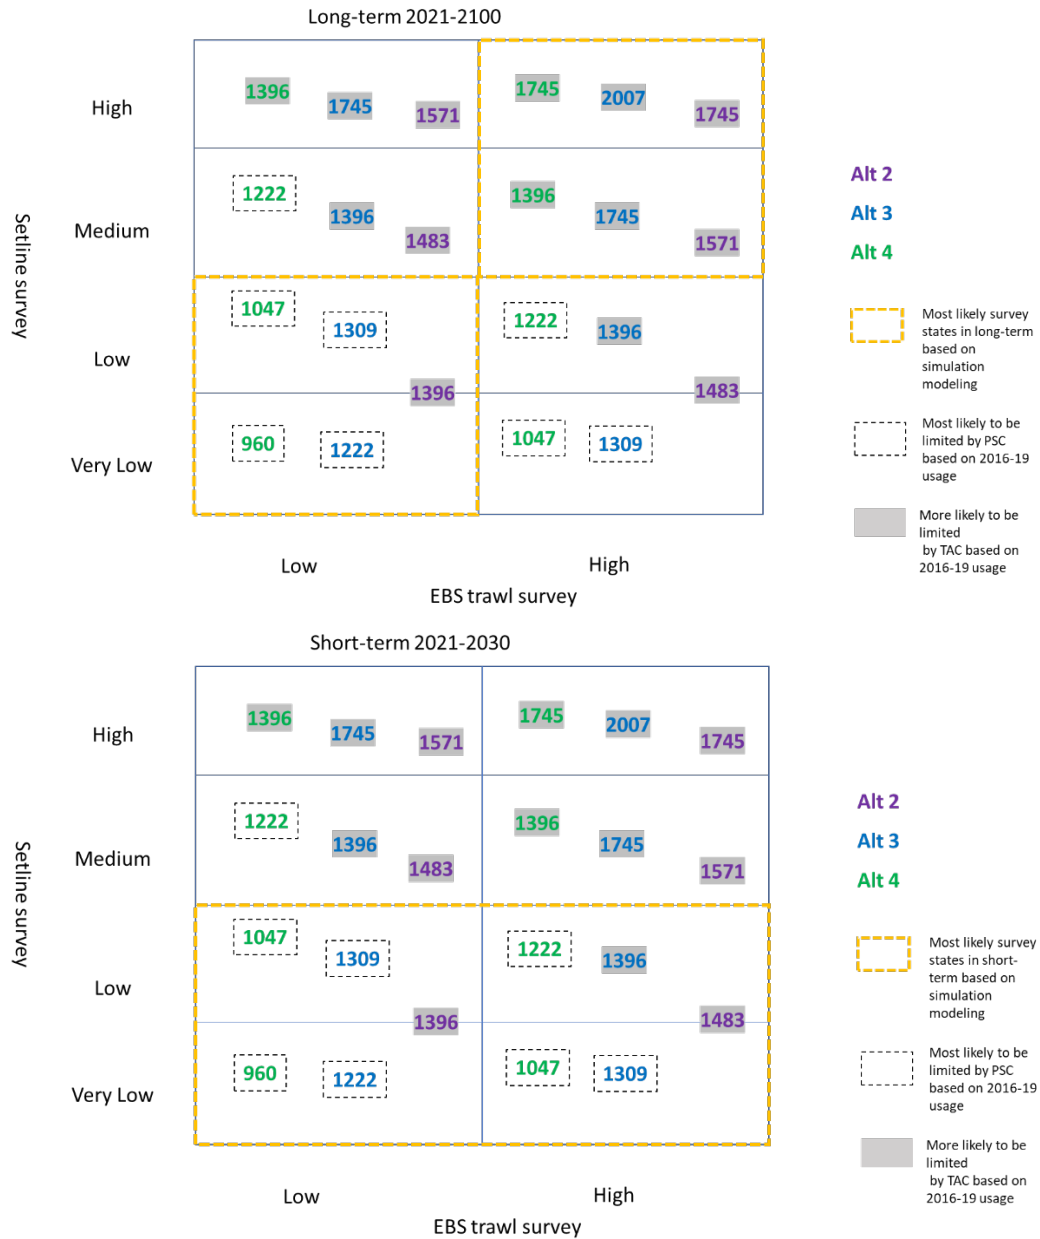 Long-term 2021-2100
High
1396
1745
1571
1745
2007
1745
Medium
1222
1396
1483
1396
1745
1571
Setline survey
Low
1047
1309
1222
1396
1396
1483
Very Low
960
1222
1047
1309
Low
High
EBS trawl survey
Alt 2
Alt 3
Alt 4
Most likely survey
states in long-term
based on
simulation
modeling
Most likely to be
limited by PSC
based on 2016-19
usage
More likely to be
limited
by TAC based on
2016-19 usage
Short-term 2021-2030
High
1396
1745
1571
1745
2007
1745
Medium
1222
1396
1483
1396
1745
1571
Setline survey
Low
1047
1309
1222
1396
1396
1483
Very Low
960
1222
1047
1309
Low
High
EBS trawl survey
Alt 2
Alt 3
Alt 4
Most likely survey
states in short-
term based on
simulation
modeling
Most likely to be
limited by PSC
based on 2016-19
usage
More likely to be
limited
by TAC based on
2016-19 usage